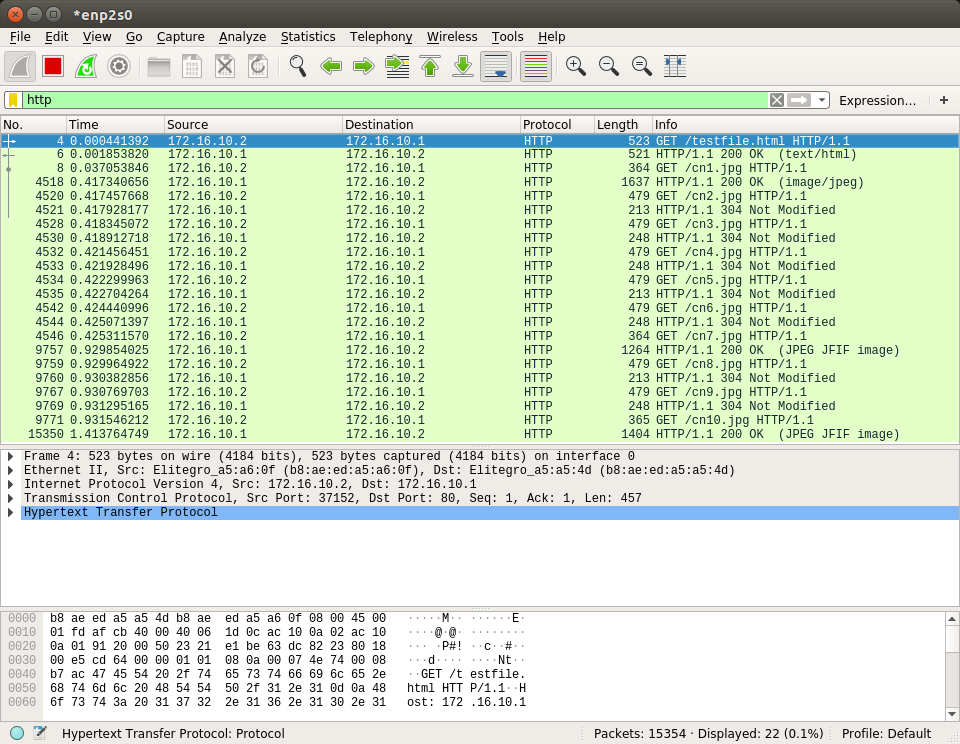 *enp2s0
File Edit View Go Capture Analyze Statistics Telephony Wireless Tools Help
http Expression... +
No. Time Source Destination Protocol Length Info
4 0.000441392 172.16.10.2 172.16.10.1 HTTP 523 GET /testfile.html HTTP/1.1
6 0.001853820 172.16.10.1 172.16.10.2 HTTP 521 HTTP/1.1 200 OK (text/html)
8 0.037053846 172.16.10.2 172.16.10.1 HTTP 364 GET /cn1.jpg HTTP/1.1
4518 0.417340656 172.16.10.1 172.16.10.2 HTTP 1637 HTTP/1.1 200 OK (image/jpeg)
4520 0.417457668 172.16.10.2 172.16.10.1 HTTP 479 GET /cn2.jpg HTTP/1.1
4521 0.417928177 172.16.10.1 172.16.10.2 HTTP 213 HTTP/1.1 304 Not Modified
4528 0.418345072 172.16.10.2 172.16.10.1 HTTP 479 GET /cn3.jpg HTTP/1.1
4530 0.418912718 172.16.10.1 172.16.10.2 HTTP 248 HTTP/1.1 304 Not Modified
4532 0.421456451 172.16.10.2 172.16.10.1 HTTP 479 GET /cn4.jpg HTTP/1.1
4533 0.421928496 172.16.10.1 172.16.10.2 HTTP 248 HTTP/1.1 304 Not Modified
4534 0.422299963 172.16.10.2 172.16.10.1 HTTP 479 GET /cn5.jpg HTTP/1.1
4535 0.422704264 172.16.10.1 172.16.10.2 HTTP 213 HTTP/1.1 304 Not Modified
4542 0.424440996 172.16.10.2 172.16.10.1 HTTP 479 GET /cn6.jpg HTTP/1.1
4544 0.425071397 172.16.10.1 172.16.10.2 HTTP 248 HTTP/1.1 304 Not Modified
4546 0.425311570 172.16.10.2 172.16.10.1 HTTP 364 GET /cn7.jpg HTTP/1.1
9757 0.929854025 172.16.10.1 172.16.10.2 HTTP 1264 HTTP/1.1 200 OK (JPEG JFIF image)
9759 0.929964922 172.16.10.2 172.16.10.1 HTTP 479 GET /cn8.jpg HTTP/1.1
9760 0.930382856 172.16.10.1 172.16.10.2 HTTP 213 HTTP/1.1 304 Not Modified
9767 0.930769703 172.16.10.2 172.16.10.1 HTTP 479 GET /cn9.jpg HTTP/1.1
9769 0.931295165 172.16.10.1 172.16.10.2 HTTP 248 HTTP/1.1 304 Not Modified
9771 0.931546212 172.16.10.2 172.16.10.1 HTTP 365 GET /cn10.jpg HTTP/1.1
15350 1.413764749 172.16.10.1 172.16.10.2 HTTP 1404 HTTP/1.1 200 OK (JPEG JFIF image)
Frame 4: 523 bytes on wire (4184 bits), 523 bytes captured (4184 bits) on interface 0
Ethernet II, Src: Elitegro_a5:a6:0f (b8:ae:ed:a5:a6:0f), Dst: Elitegro_a5:a5:4d (b8:ae:ed:a5:a5:4d)
Internet Protocol Version 4, Src: 172.16.10.2, Dst: 172.16.10.1
Transmission Control Protocol, Src Port: 37152, Dst Port: 80, Seq: 1, Ack: 1, Len: 457
Hypertext Transfer Protocol
0000 b8 ae ed a5 a5 4d b8 ae ed a5 a6 0f 08 00 45 00 ·····M·· ······E·
0010 01 fd af cb 40 00 40 06 1d 0c ac 10 0a 02 ac 10 ····@·@· ········
0020 0a 01 91 20 00 50 23 21 e1 be 63 dc 82 23 80 18 ··· ·P#! ··c··#··
0030 00 e5 cd 64 00 00 01 01 08 0a 00 07 4e 74 00 08 ···d···· ····Nt··
0040 b7 ac 47 45 54 20 2f 74 65 73 74 66 69 6c 65 2e ··GET /t estfile.
0050 68 74 6d 6c 20 48 54 54 50 2f 31 2e 31 0d 0a 48 html HTT P/1.1··H
0060 6f 73 74 3a 20 31 37 32 2e 31 36 2e 31 30 2e 31 ost: 172 .16.10.1
Hypertext Transfer Protocol: Protocol Packets: 15354 · Displayed: 22 (0.1%) Profile: Default